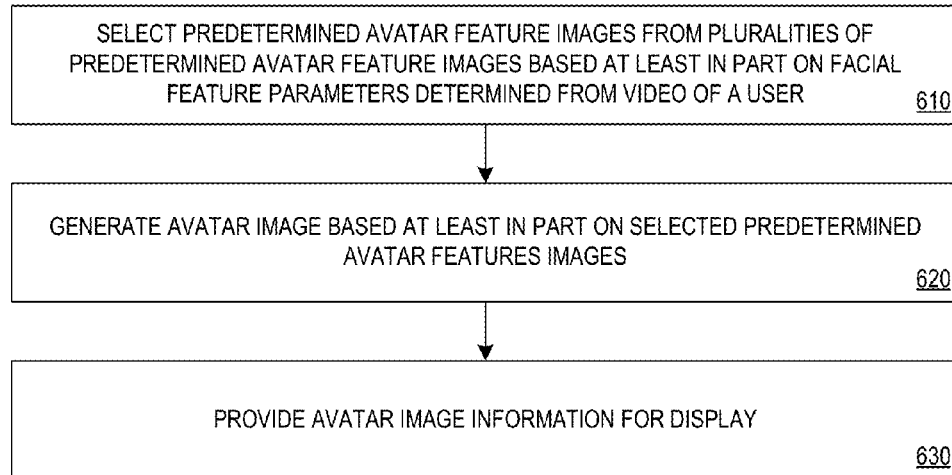 SELECT PREDETERMINED AVATAR FEATURE IMAGES FROM PLURALITIES OF
PREDETERMINED AVATAR FEATURE IMAGES BASED AT LEAST IN PART ON FACIAL
FEATURE PARAMETERS DETERMINED FROM VIDEO OF A USER
610
GENERATE AVATAR IMAGE BASED AT LEAST IN PART ON SELECTED PREDETERMINED
AVATAR FEATURES IMAGES
620
PROVIDE AVATAR IMAGE INFORMATION FOR DISPLAY
630